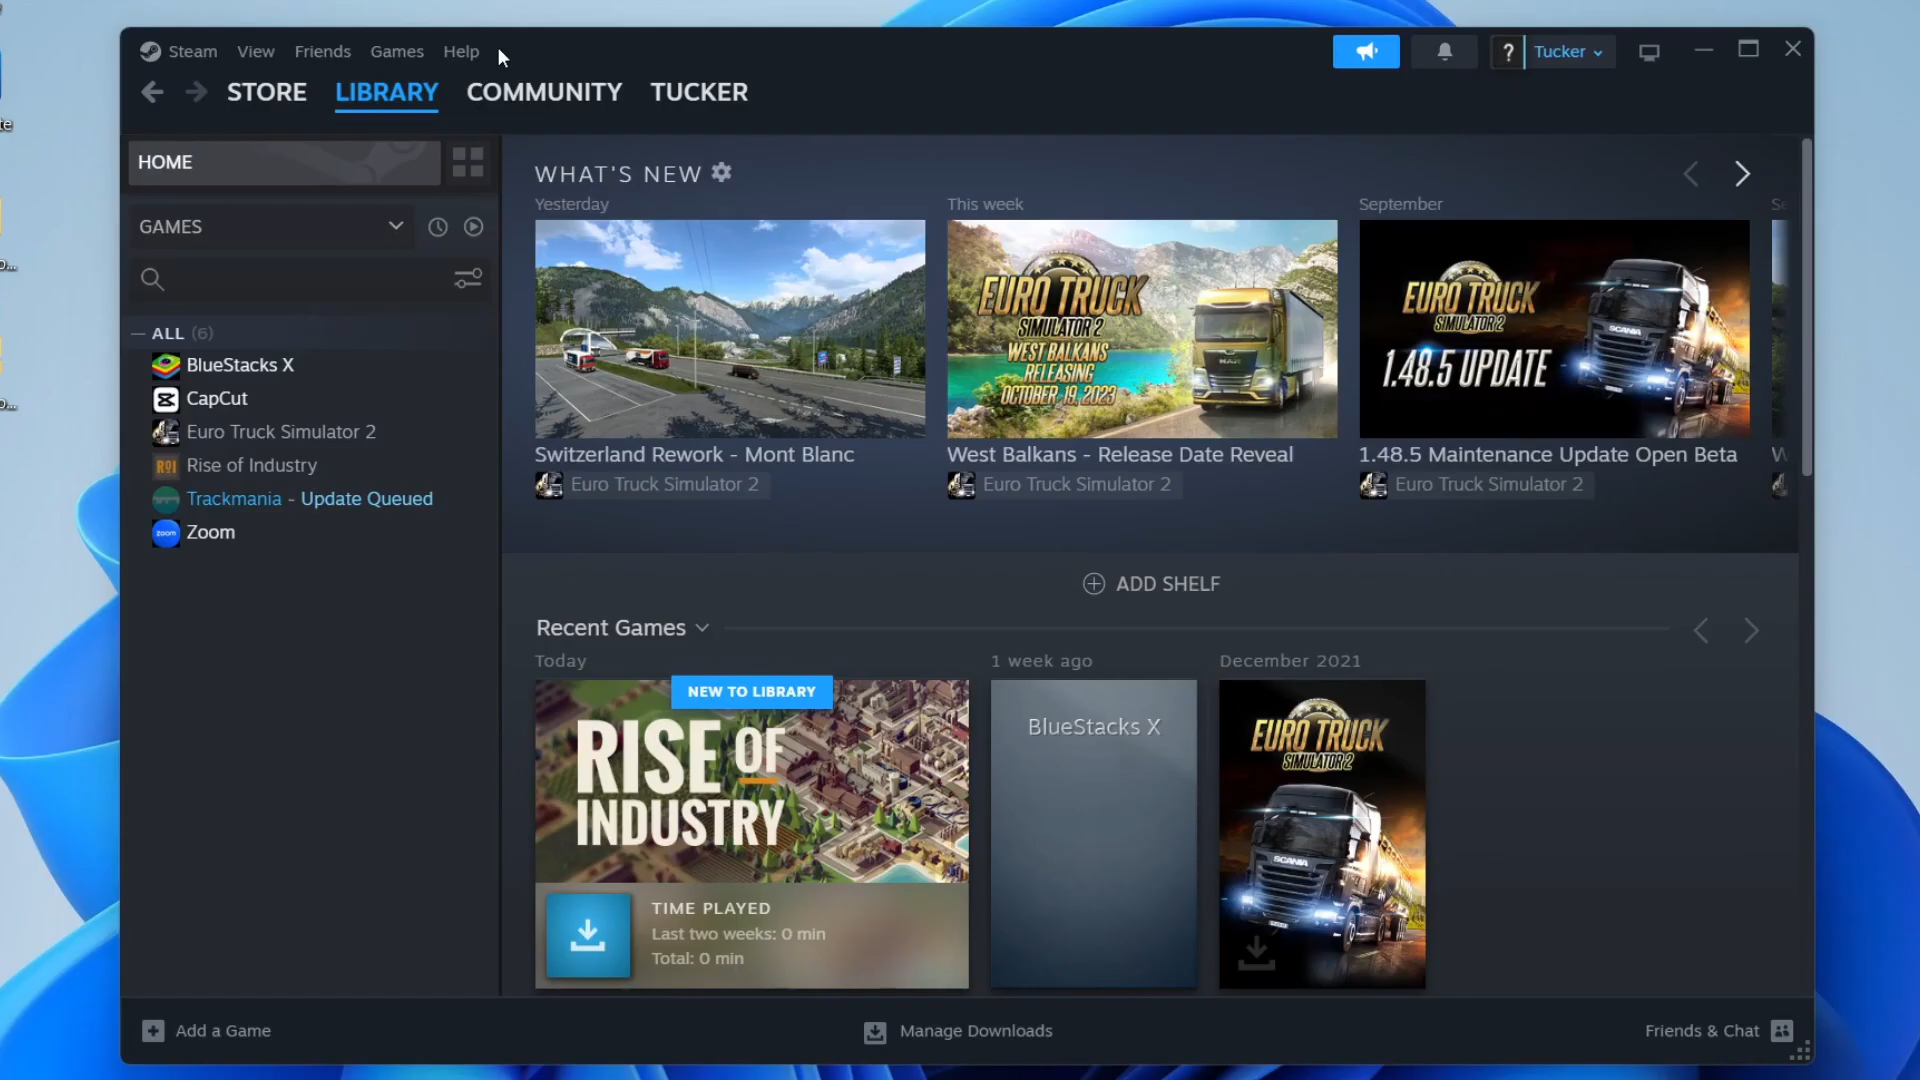 Steam View Friends Games Help
? Tucker
STORE LIBRARY COMMUNITY TUCKER
HOME
GAMES
— ALL (6)
BlueStacks X
CapCut
Euro Truck Simulator 2
ROI Rise of Industry
Trackmania - Update Queued
zoom Zoom
WHAT'S NEW
Yesterday
This week
September
EURO TRUCK
SIMULATOR 2
WEST BALKANS
RELEASING
OCTOBER 19, 2023
EURO TRUCK
SIMULATOR 2
1.48.5 UPDATE
Switzerland Rework - Mont Blanc
West Balkans - Release Date Reveal
1.48.5 Maintenance Update Open Beta
Euro Truck Simulator 2
Euro Truck Simulator 2
Euro Truck Simulator 2
ADD SHELF
Recent Games
Today
1 week ago
December 2021
NEW TO LIBRARY
RISE OF
INDUSTRY
TIME PLAYED
Last two weeks: 0 min
Total: 0 min
BlueStacks X
EURO TRUCK
SIMULATOR 2
SCANIA
Add a Game
Manage Downloads
Friends & Chat